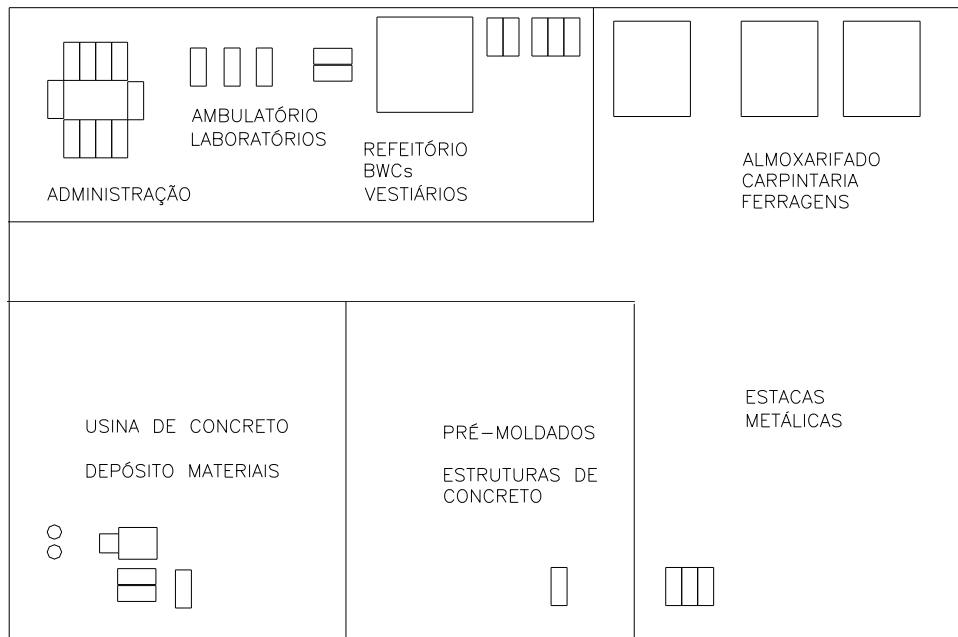 AMBULATÓRIO
LABORATÓRIOS
ADMINISTRAÇÃO
REFEITÓRIO
BWCs
VESTIÁRIOS
ALMOXARIFADO
CARPINTARIA
FERRAGENS
USINA DE CONCRETO
DEPÓSITO MATERIAIS
PRÉ-MOLDADOS
ESTRUTURAS DE
CONCRETO
ESTACAS
METÁLICAS